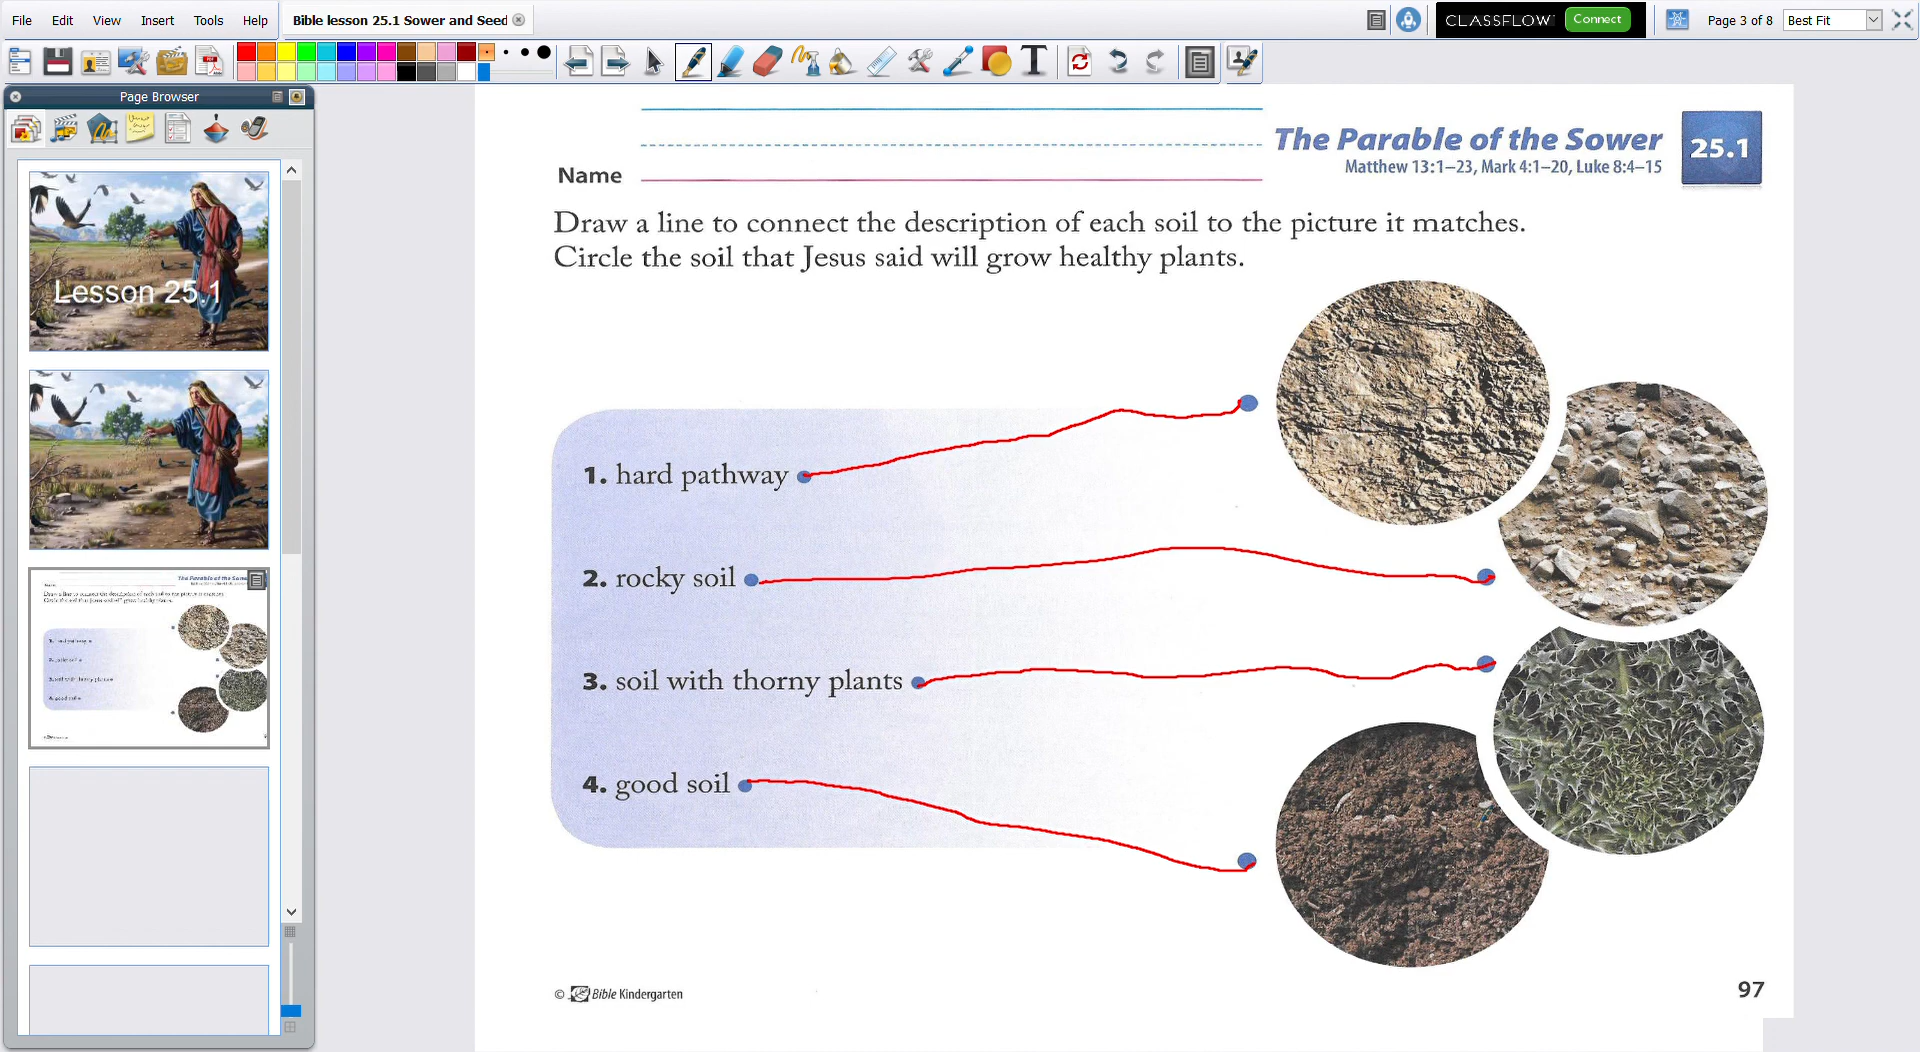 File Edit View Insert Tools Help
Bible lesson 25.1 Sower and Seed
CLASSFLOW
Connect
Page 3 of 8
Best Fit
Page Browser
Lesson 25.1
The Parable of the Sower
25.1
Matthew 13:1–23, Mark 4:1–20, Luke 8:4–15
Name
Draw a line to connect the description of each soil to the picture it matches.
Circle the soil that Jesus said will grow healthy plants.
1. hard pathway
2. rocky soil
3. soil with thorny plants
4. good soil
© Bible Kindergarten
97